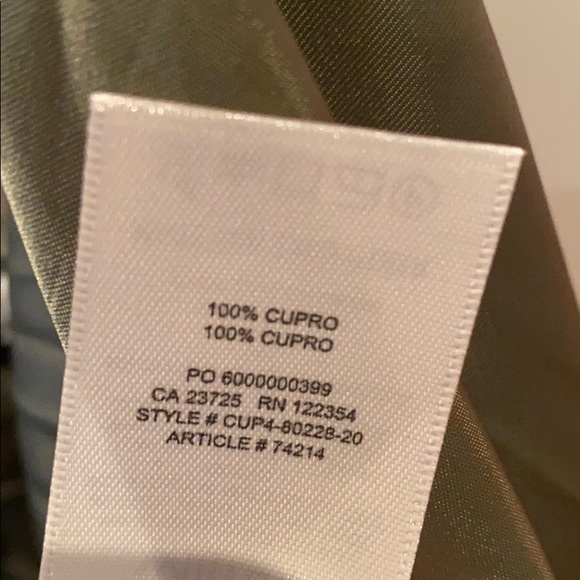 100% CUPRO
100% CUPRO
PO 6000000399
CA 23725 RN 122354
STYLE # CUP4-80228-20
ARTICLE # 74214